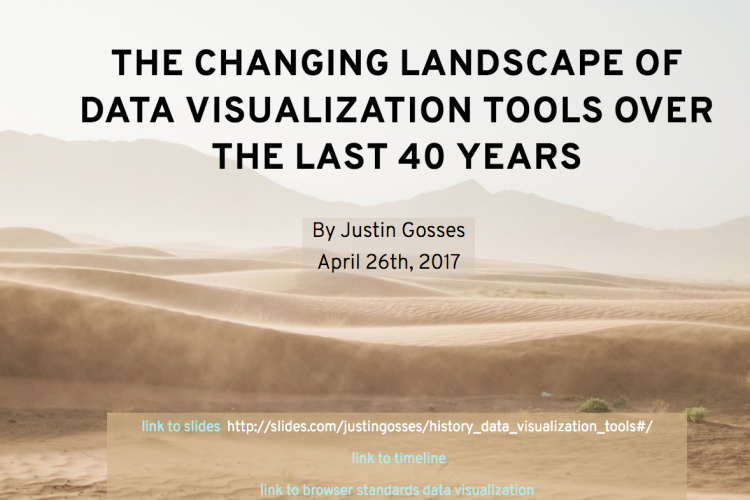 THE CHANGING LANDSCAPE OF
DATA VISUALIZATION TOOLS OVER
THE LAST 40 YEARS
By Justin Gosses
April 26th, 2017
link to slides http://slides.com/justingosses/history_data_visualization_tools#/
link to timeline
link to browser standards data visualization